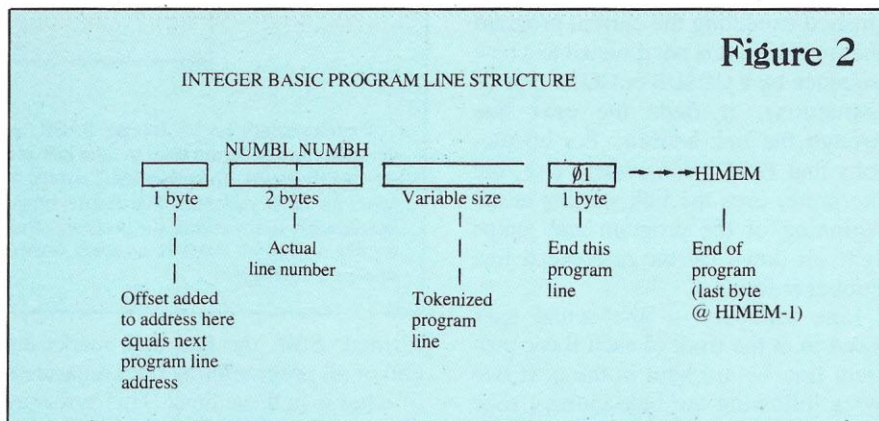 Figure 2
INTEGER BASIC PROGRAM LINE STRUCTURE
NUMBL NUMBH
Ø1
HIMEM
1 byte
2 bytes
Variable size
1 byte
Actual
line number
End this
program
line
End of
program
(last byte
@ HIMEM-1)
Offset added
to address here
equals next
program line
address
Tokenized
program
line